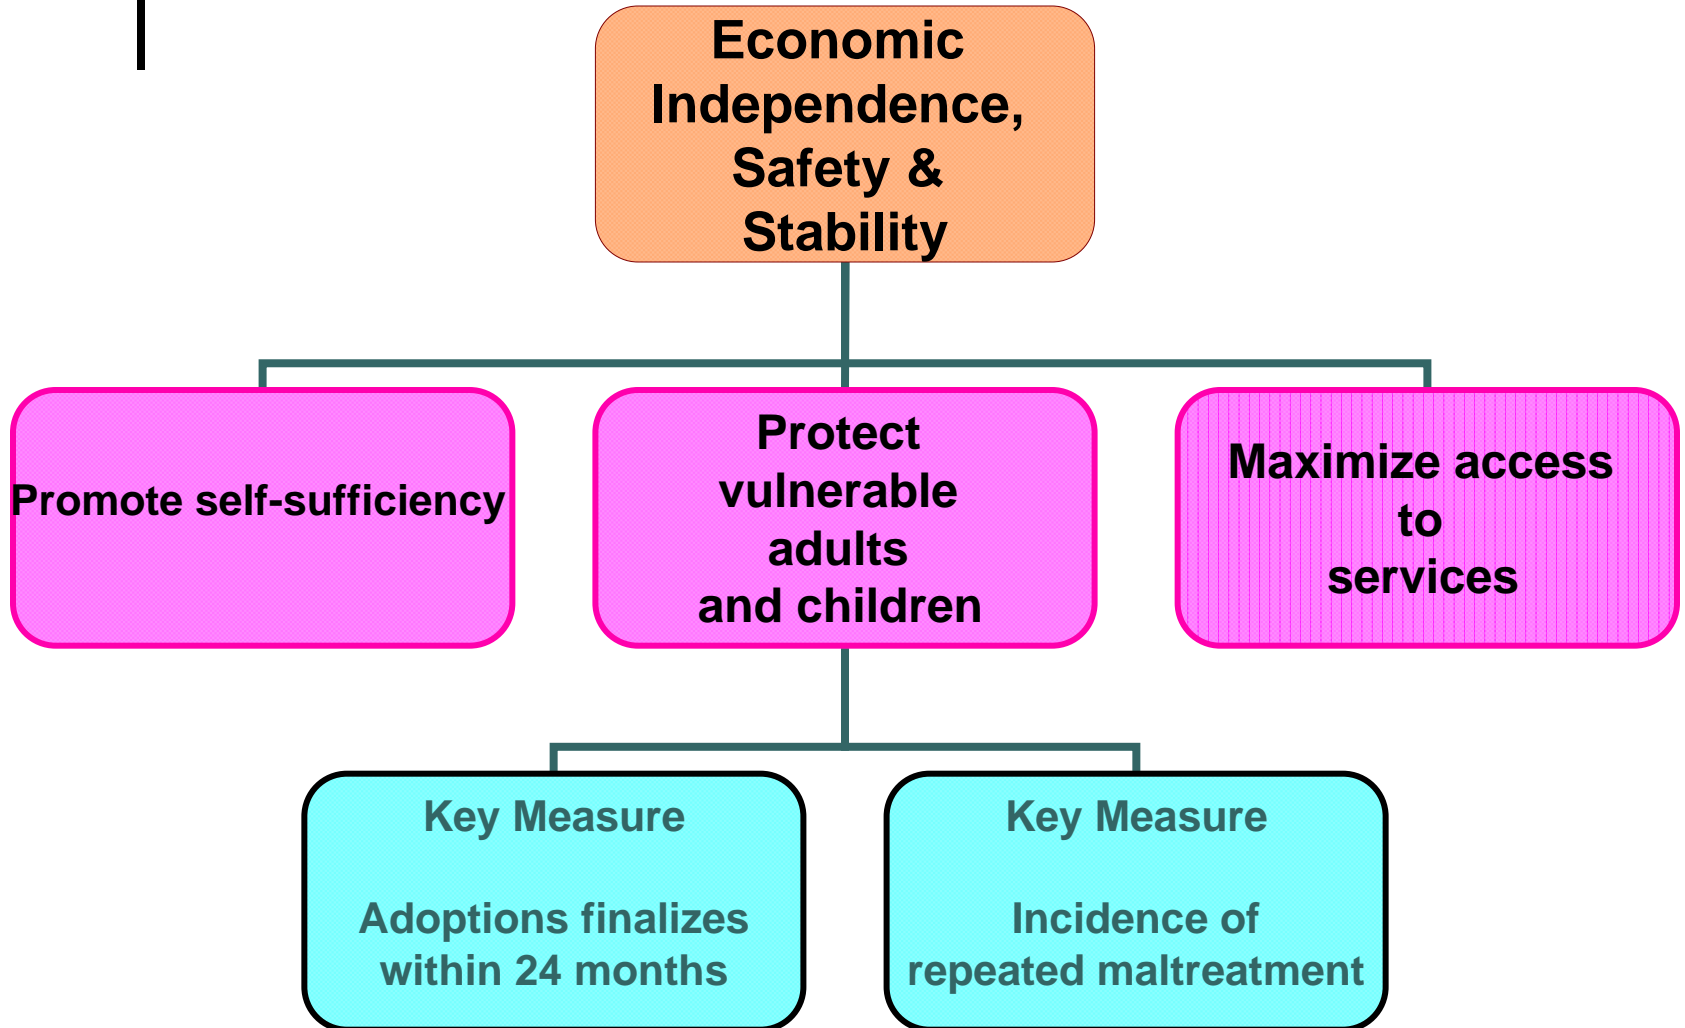 Economic
Independence,
Safety &
Stability
Promote self-sufficiency
Protect
vulnerable
adults
and children
Maximize access
to
services
Key Measure
Adoptions finalizes
within 24 months
Key Measure
Incidence of
repeated maltreatment